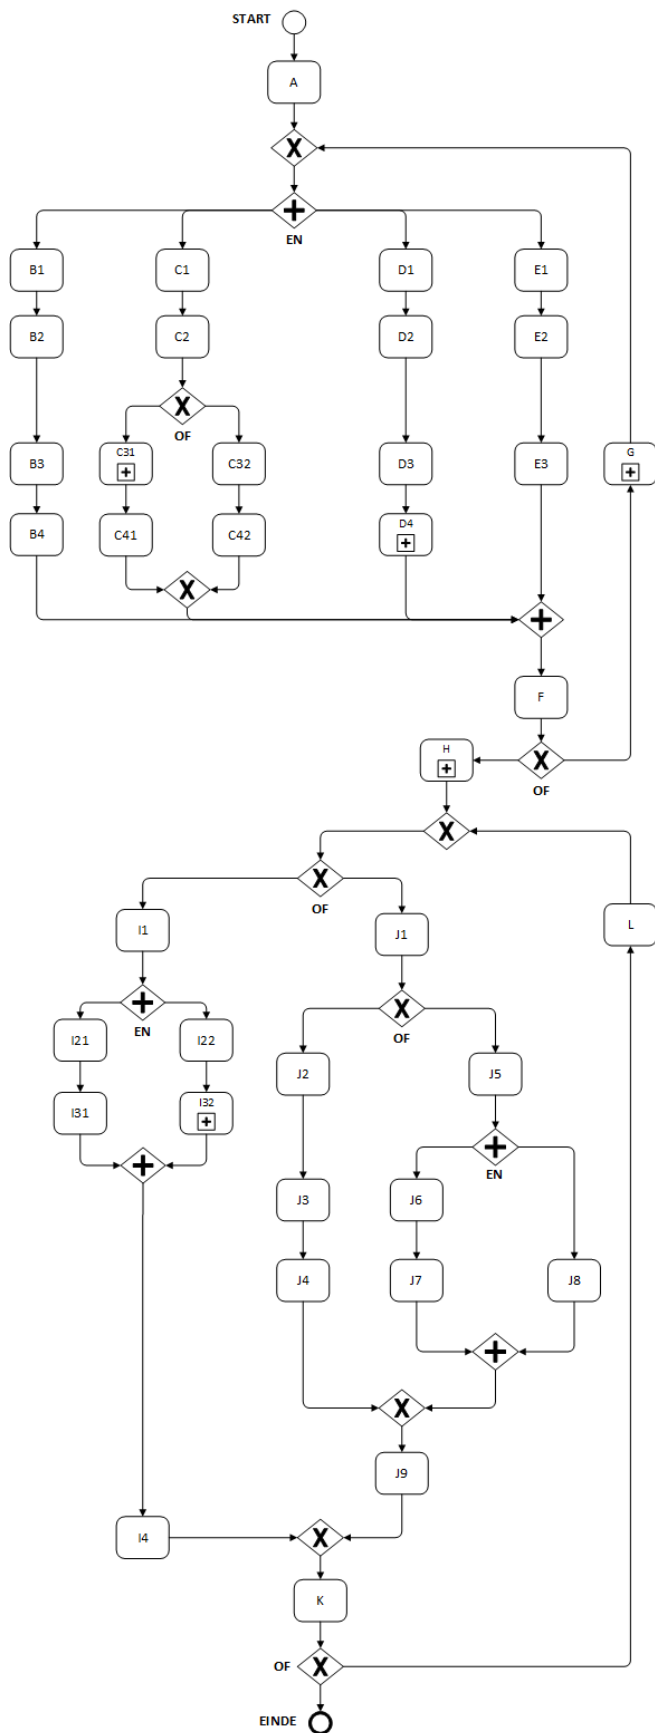 START
A
X
EN
B1 C1 D1 E1
B2 C2 D2 E2
X
OF
B3 C31 C32 D3 E3 G
B4 C41 C42 D4
X
F
H X
OF
X
X
OF
I1 J1 L
EN X
OF
I21 I22
J2 J5
I31 I32
EN
J3 J6
J4 J7 J8
X
J9
I4 X
K
OF X
EINDE